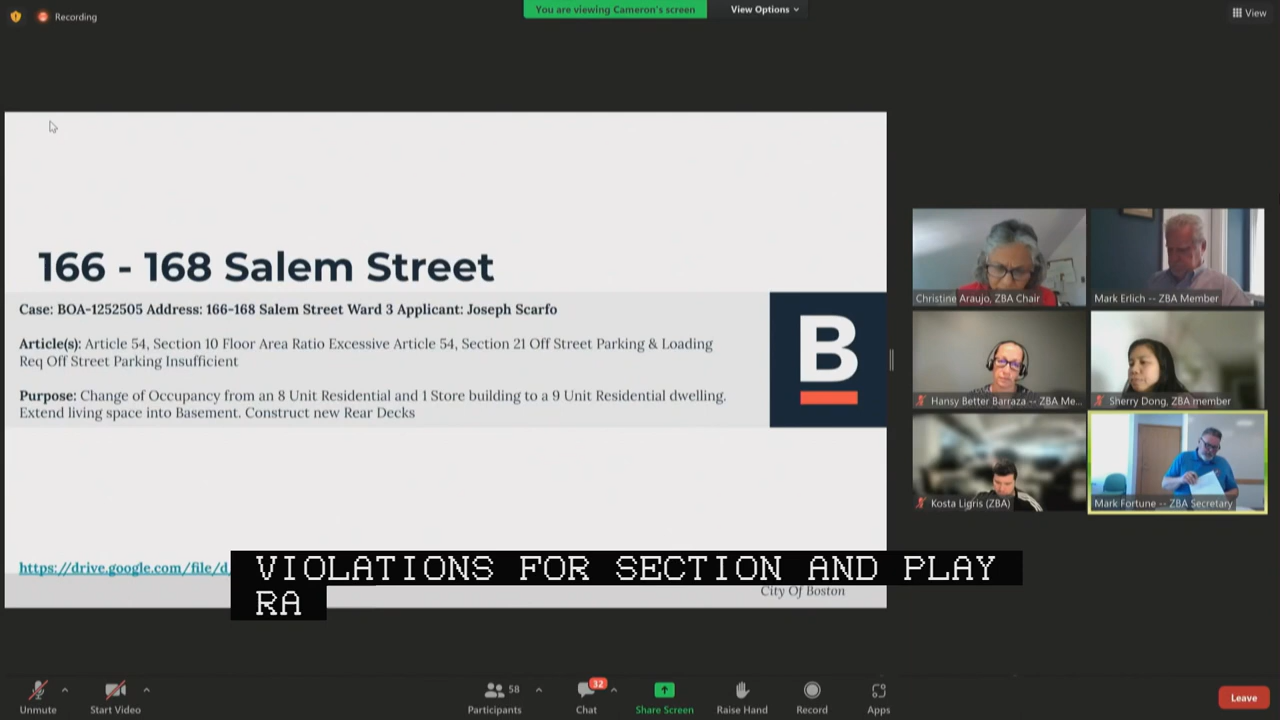 Recording
You are viewing Cameron's screen
View Options
View
166 - 168 Salem Street
Case: BOA-1252505 Address: 166-168 Salem Street Ward 3 Applicant: Joseph Scarfo
Article(s): Article 54, Section 10 Floor Area Ratio Excessive Article 54, Section 21 Off Street Parking & Loading
Req Off Street Parking Insufficient
Purpose: Change of Occupancy from an 8 Unit Residential and 1 Store building to a 9 Unit Residential dwelling.
Extend living space into Basement. Construct new Rear Decks
B
https://drive.google.com/file/d
City Of Boston
VIOLATIONS FOR SECTION AND PLAY
RA
Christine Araujo, ZBA Chair
Mark Erlich -- ZBA Member
Hansy Better Barraza -- ZBA Me...
Sherry Dong, ZBA member
Kosta Ligris (ZBA)
Mark Fortune -- ZBA Secretary
Unmute
Start Video
58
Participants
32
Chat
Share Screen
Raise Hand
Record
Apps
Leave